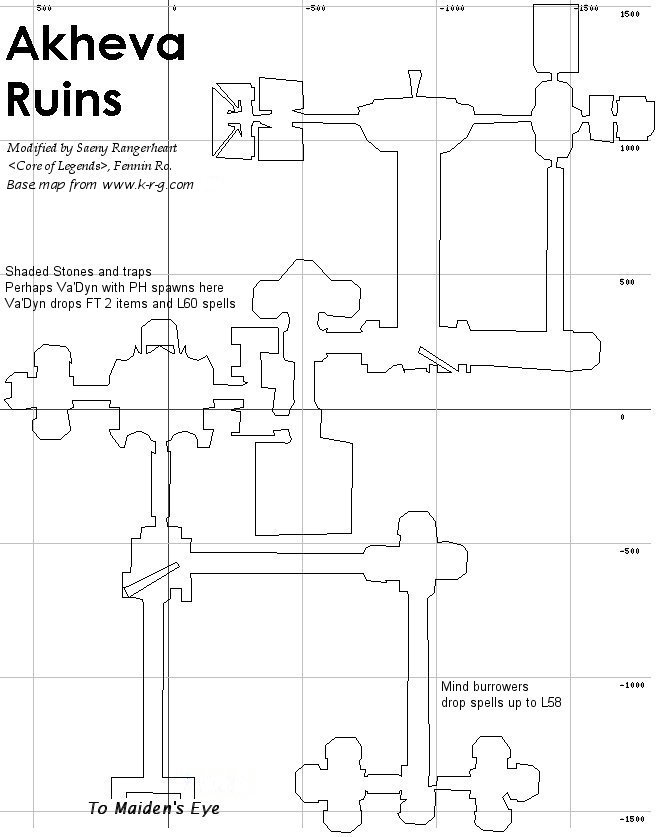 500
0
-500
-1000
-1500
1500
Akheva
Ruins
Modified by Saeny Rangerheart
<Core of Legends>, Fennin Ro.
Base map from www.k-r-g.com
1000
Shaded Stones and traps
Perhaps Va'Dyn with PH spawns here
Va'Dyn drops FT 2 items and L60 spells
500
0
-500
Mind burrowers
drop spells up to L58
-1000
To Maiden's Eye
-1500